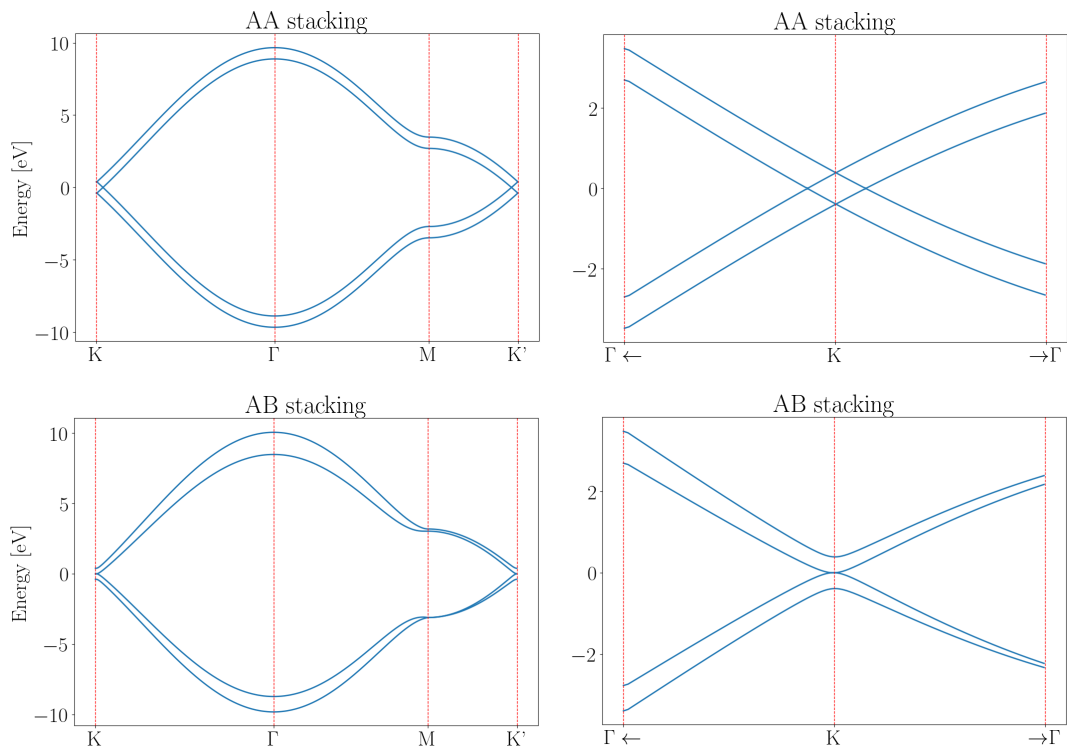 AA stacking
Energy [eV]
10
5
0
−5
−10
K
Γ
M
K'
AA stacking
2
0
−2
Γ ←
K
→Γ
AB stacking
Energy [eV]
10
5
0
−5
−10
K
Γ
M
K'
AB stacking
2
0
−2
Γ ←
K
→Γ